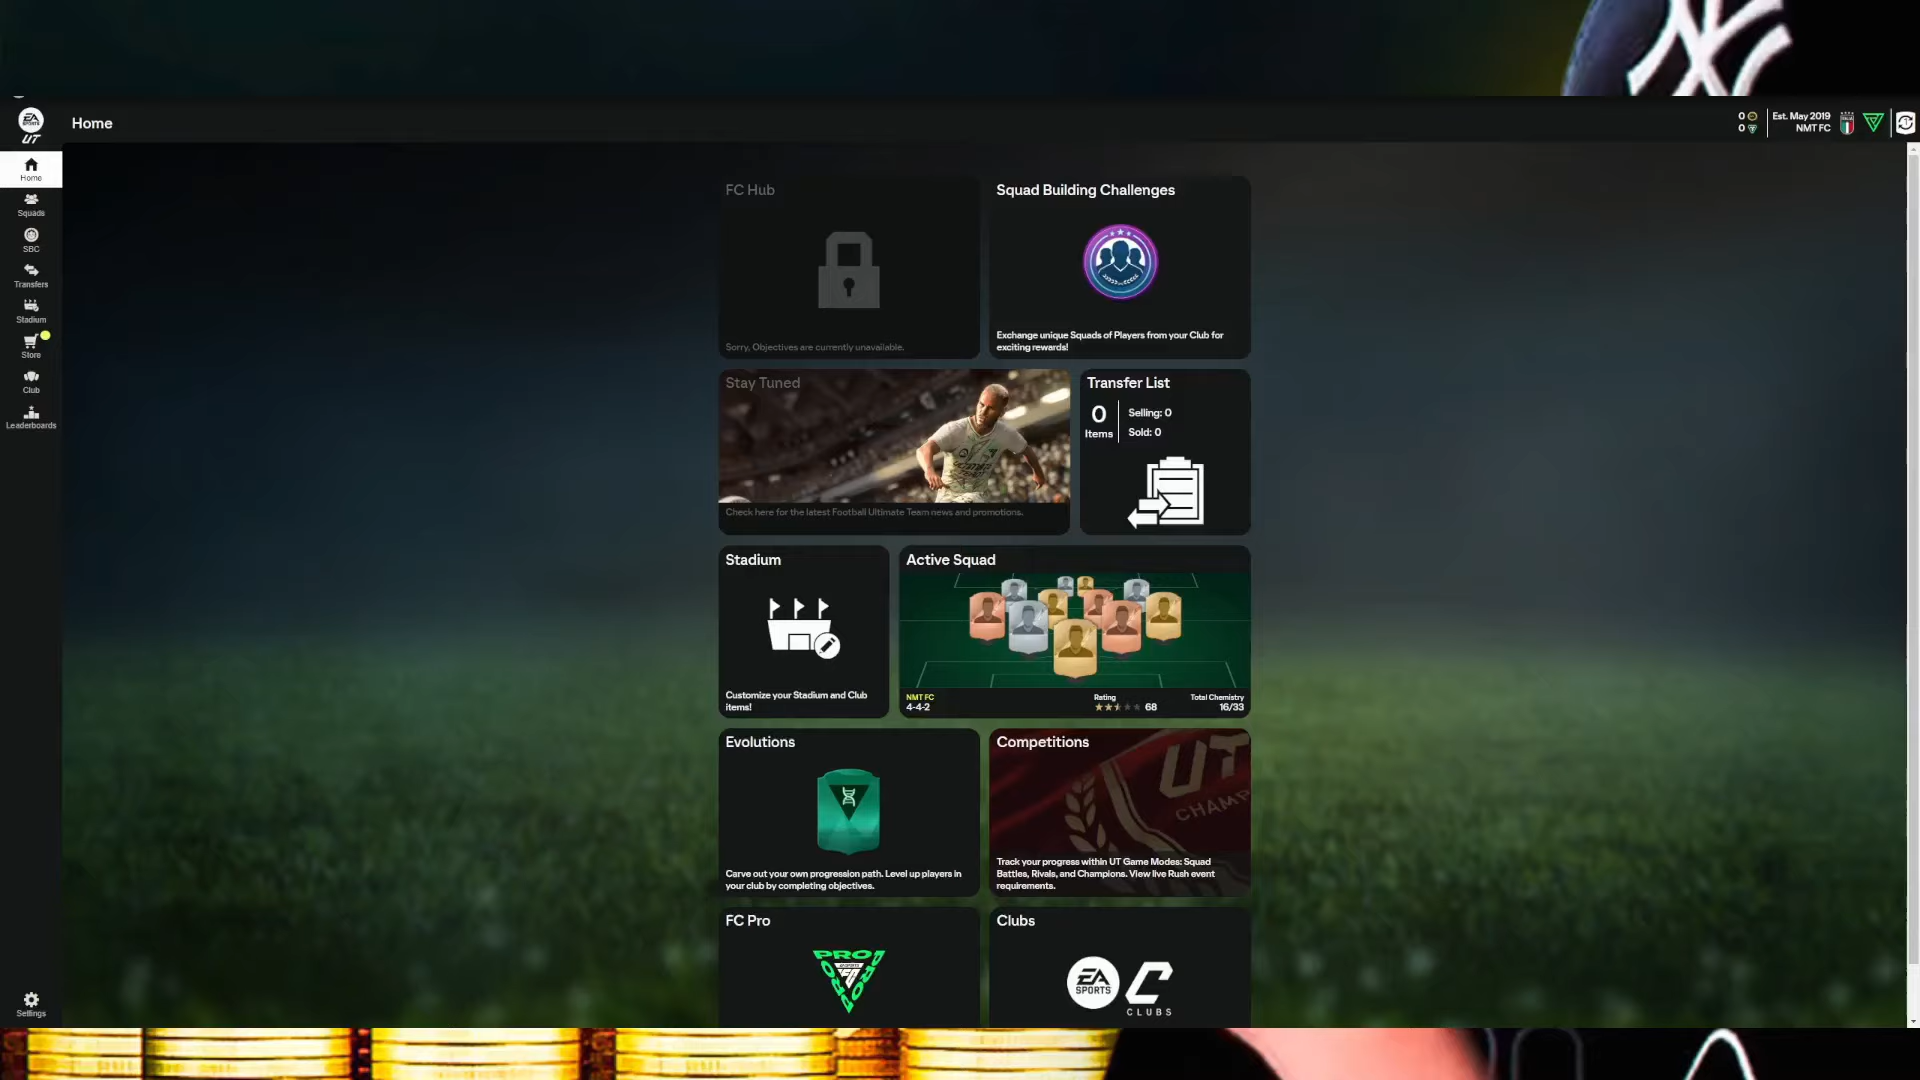 EA
SPORTS
UT
Home
0
0
Est. May 2019
NMT FC
Home
Squads
SBC
Transfers
Stadium
Store
Club
Leaderboards
Settings
FC Hub
Sorry, Objectives are currently unavailable.
Squad Building Challenges
Exchange unique Squads of Players from your Club for
exciting rewards!
Stay Tuned
Check here for the latest Football Ultimate Team news and promotions.
Transfer List
0
Items
Selling: 0
Sold: 0
Stadium
Customize your Stadium and Club
items!
Active Squad
NMT FC
4-4-2
Rating
68
Total Chemistry
16/33
Evolutions
Carve out your own progression path. Level up players in
your club by completing objectives.
Competitions
UT
CHAMP
Track your progress within UT Game Modes: Squad
Battles, Rivals, and Champions. View live Rush event
requirements.
FC Pro
PRO
Clubs
EA
SPORTS
C
CLUBS